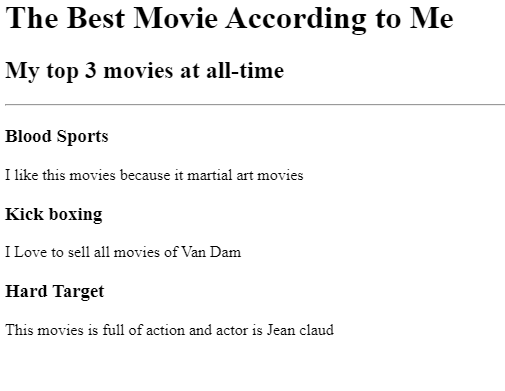 The Best Movie According to Me
My top 3 movies at all-time
Blood Sports
I like this movies because it martial art movies
Kick boxing
I Love to sell all movies of Van Dam
Hard Target
This movies is full of action and actor is Jean claud